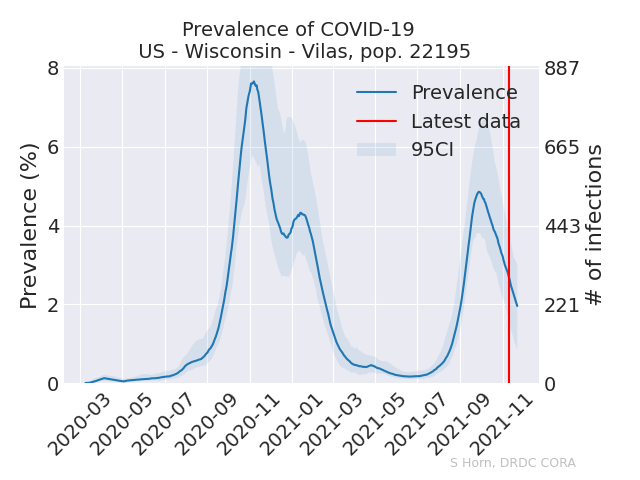 Prevalence of COVID-19
US - Wisconsin - Vilas, pop. 22195
8
6
4
2
0
Prevalence (%)
887
665
443
221
0
# of infections
Prevalence
Latest data
95CI
2020-03
2020-05
2020-07
2020-09
2020-11
2021-01
2021-03
2021-05
2021-07
2021-09
2021-11
S Horn, DRDC CORA